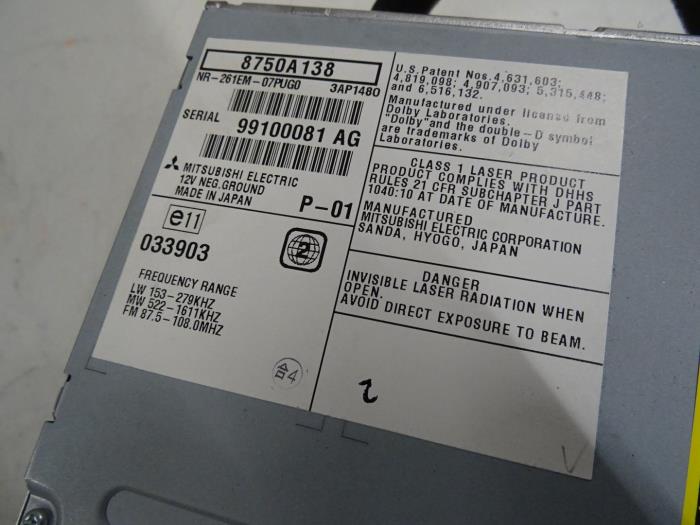 8750A138
NR-261EM-07PUG0 3AP1480
SERIAL 99100081 AG
MITSUBISHI ELECTRIC
12V NEG.GROUND
MADE IN JAPAN P-01
e11
033903
2
FREQUENCY RANGE
LW 153-279KHZ
MW 522-1611KHZ
FM 87.5-108.0MHZ
合4
U.S.Patent Nos.4,631,603;
4,819,098; 4,907,093; 5,315,448;
and 6,516,132.
Manufactured under license from
Dolby Laboratories.
"Dolby"and the double-D symbol
are trademarks of Dolby
Laboratories.
CLASS 1 LASER PRODUCT
PRODUCT COMPLIES WITH DHHS
RULES 21 CFR SUBCHAPTER J PART
1040:10 AT DATE OF MANUFACTURE.
MANUFACTURED
MITSUBISHI ELECTRIC CORPORATION
SANDA, HYOGO, JAPAN
DANGER
INVISIBLE LASER RADIATION WHEN
OPEN.
AVOID DIRECT EXPOSURE TO BEAM.